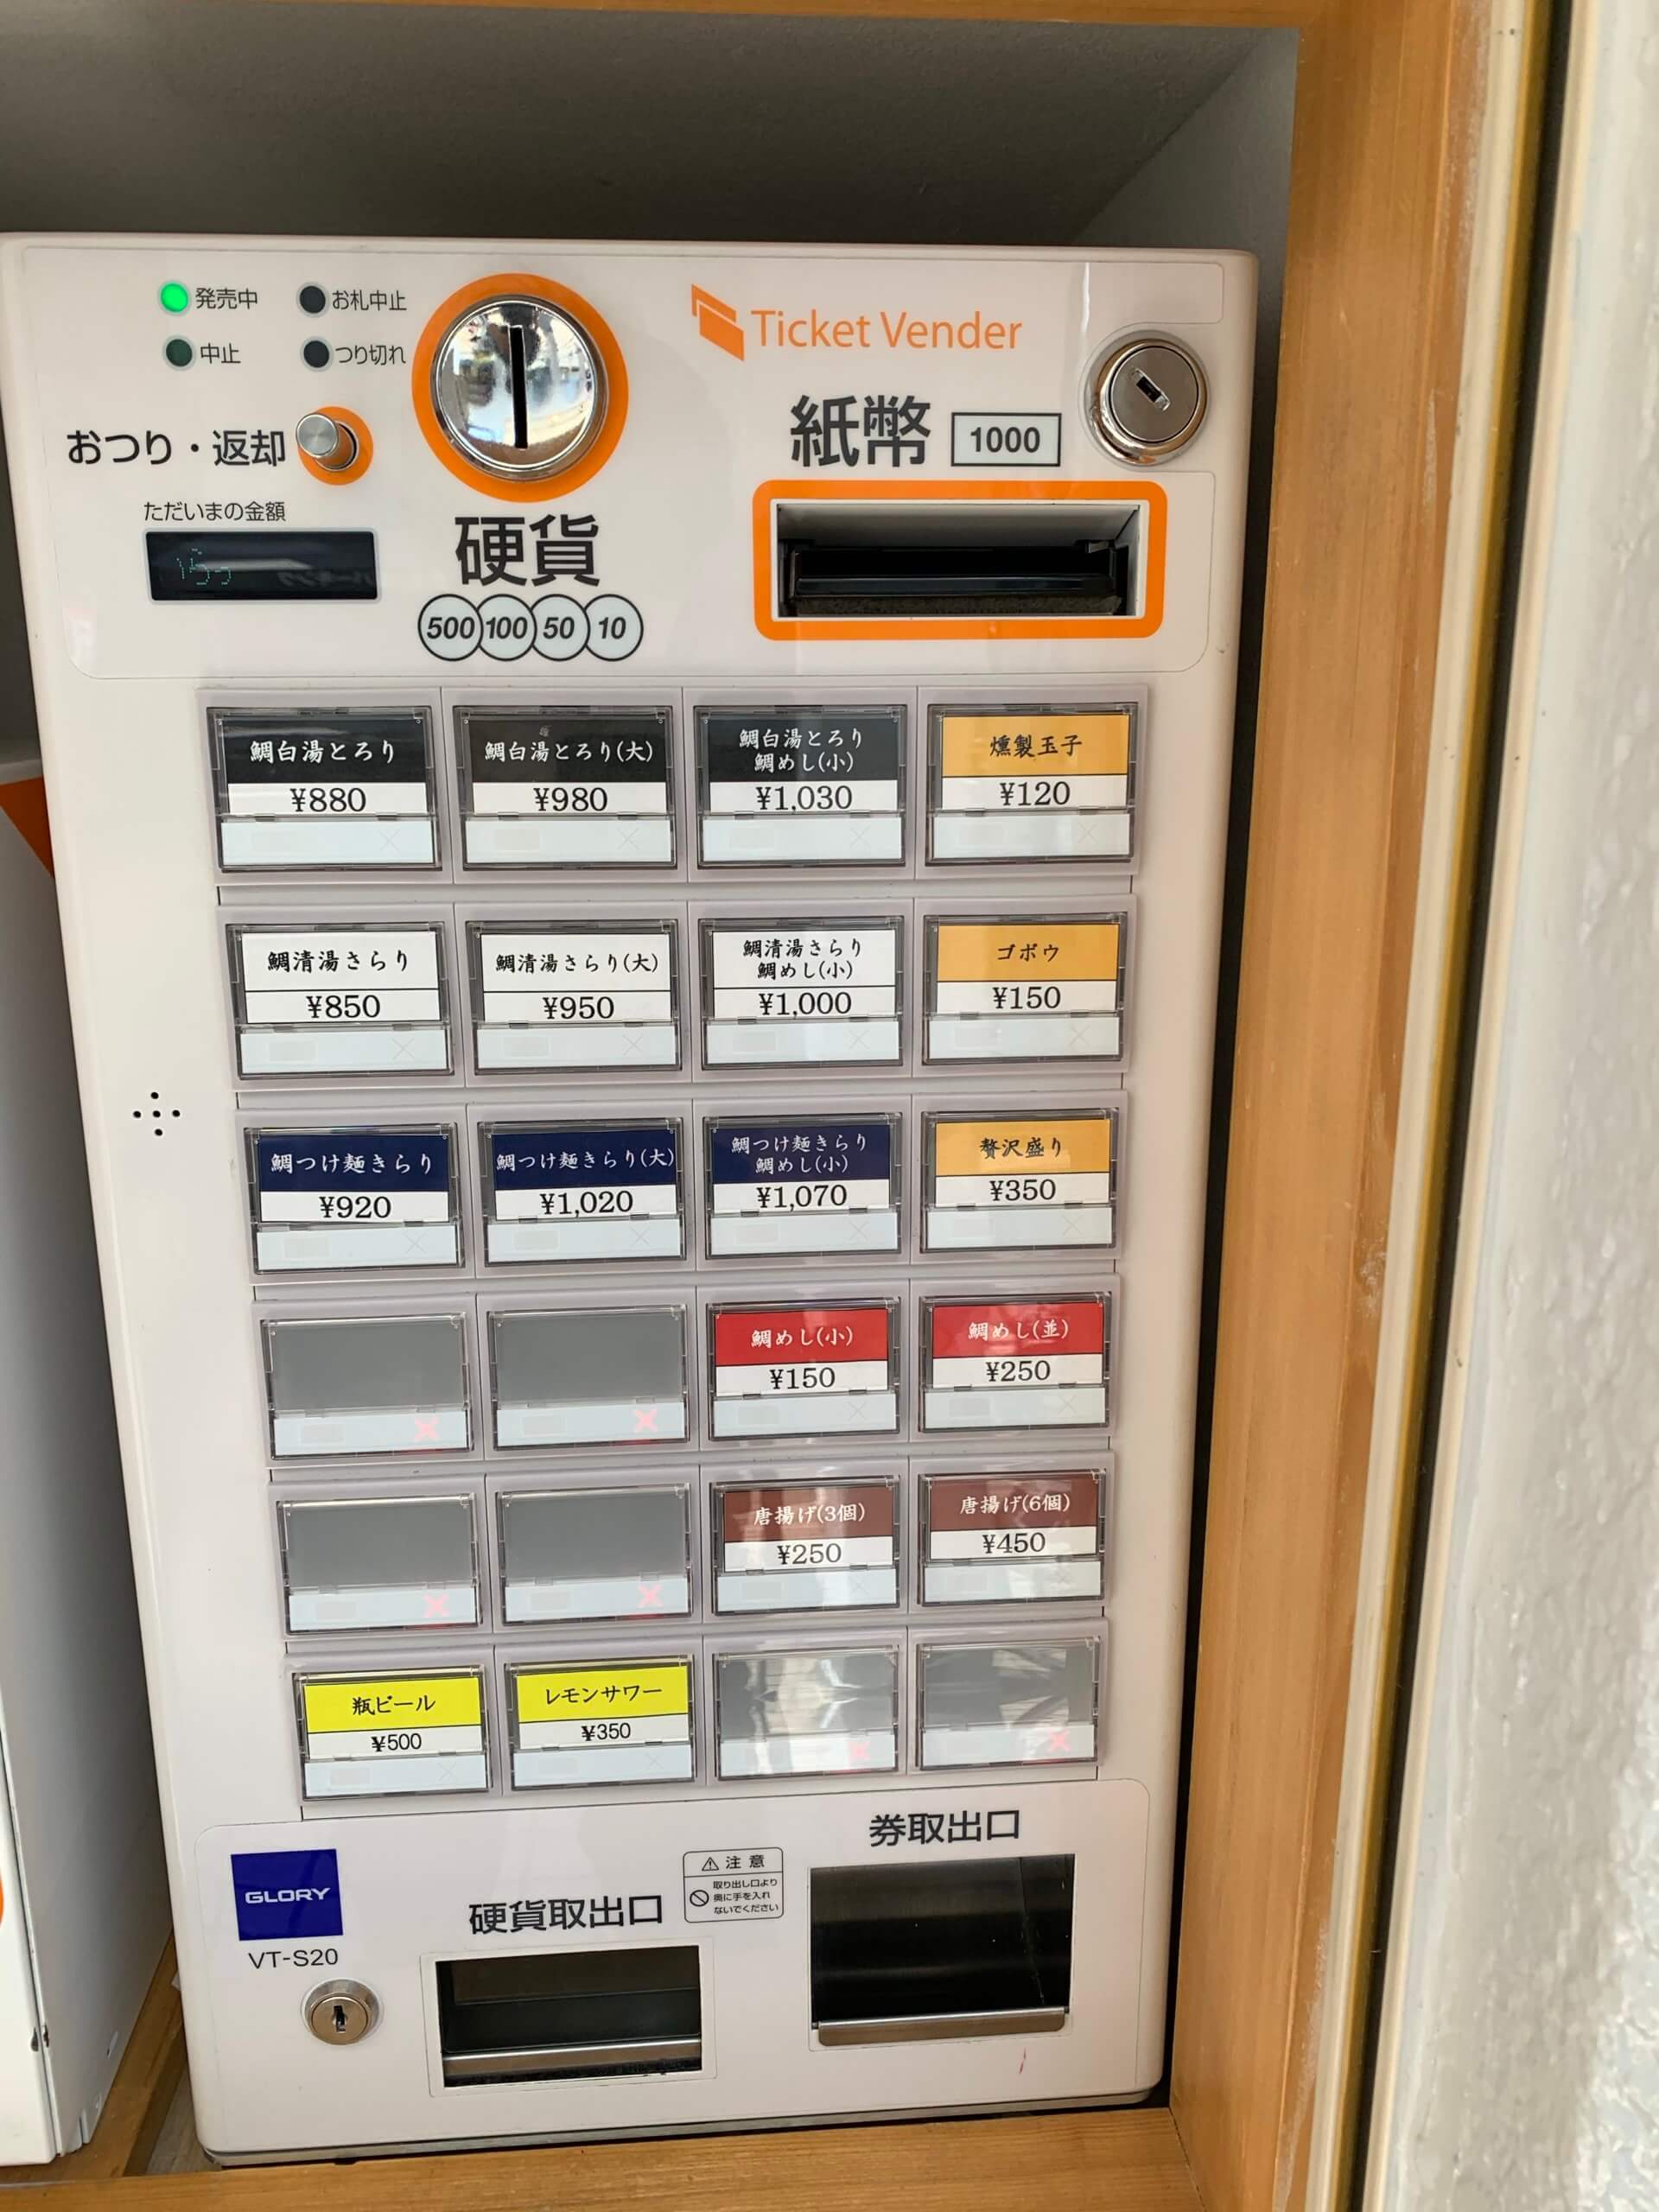 発売中
お札中止
中止
つり切れ
Ticket Vender
おつり・返却
紙幣 1000
ただいまの金額
硬貨
500 100 50 10
鯛白湯とろり
¥880
鯛白湯とろり(大)
¥980
鯛白湯とろり
鯛めし(小)
¥1,030
燻製玉子
¥120
鯛清湯さらり
¥850
鯛清湯さらり(大)
¥950
鯛清湯さらり
鯛めし(小)
¥1,000
ゴボウ
¥150
鯛つけ麺きらり
¥920
鯛つけ麺きらり(大)
¥1,020
鯛つけ麺きらり
鯛めし(小)
¥1,070
贅沢盛り
¥350
鯛めし(小)
¥150
鯛めし(並)
¥250
唐揚げ(3個)
¥250
唐揚げ(6個)
¥450
瓶ビール
¥500
レモンサワー
¥350
GLORY
VT-S20
硬貨取出口
注意
取り出し口より
奥に手を入れ
ないでください
券取出口